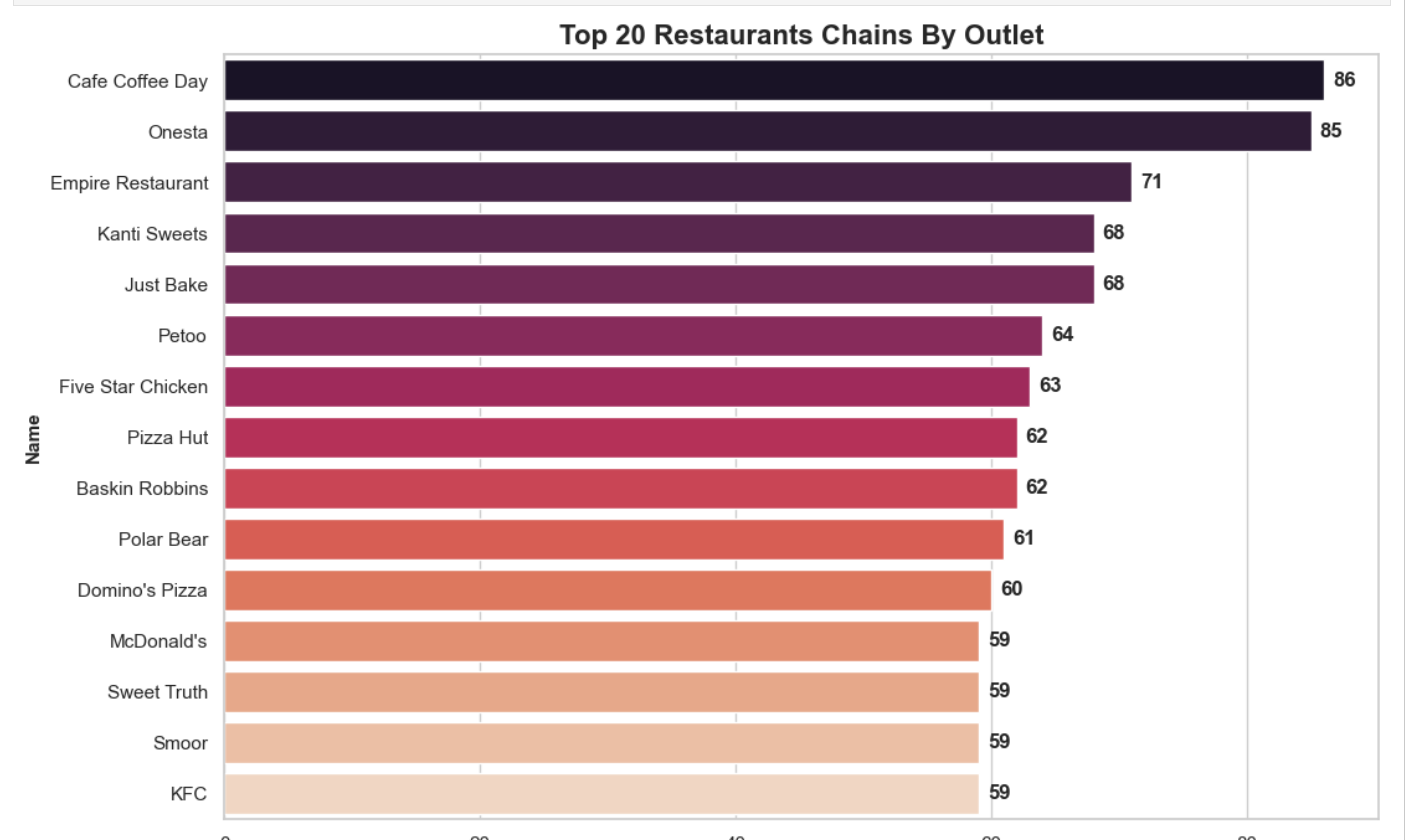 Top 20 Restaurants Chains By Outlet
Name
Cafe Coffee Day 86
Onesta 85
Empire Restaurant 71
Kanti Sweets 68
Just Bake 68
Petoo 64
Five Star Chicken 63
Pizza Hut 62
Baskin Robbins 62
Polar Bear 61
Domino's Pizza 60
McDonald's 59
Sweet Truth 59
Smoor 59
KFC 59